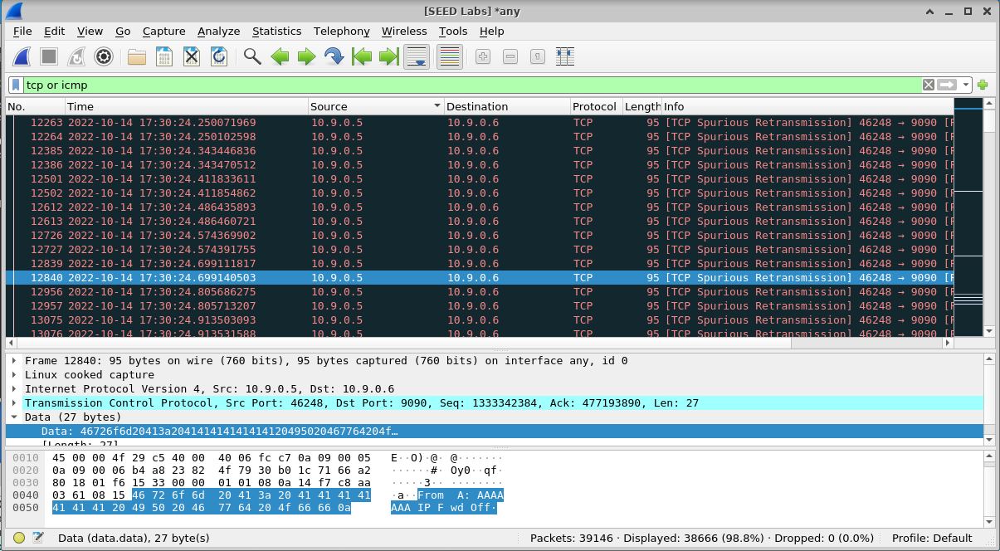 [SEED Labs] *any
File Edit View Go Capture Analyze Statistics Telephony Wireless Tools Help
tcp or icmp
No. Time Source Destination Protocol Length Info
12263 2022-10-14 17:30:24.250071969 10.9.0.5 10.9.0.6 TCP 95 [TCP Spurious Retransmission] 46248 → 9090 [P
12264 2022-10-14 17:30:24.250102598 10.9.0.5 10.9.0.6 TCP 95 [TCP Spurious Retransmission] 46248 → 9090 [P
12385 2022-10-14 17:30:24.343446836 10.9.0.5 10.9.0.6 TCP 95 [TCP Spurious Retransmission] 46248 → 9090 [P
12386 2022-10-14 17:30:24.343470512 10.9.0.5 10.9.0.6 TCP 95 [TCP Spurious Retransmission] 46248 → 9090 [P
12501 2022-10-14 17:30:24.411833611 10.9.0.5 10.9.0.6 TCP 95 [TCP Spurious Retransmission] 46248 → 9090 [P
12502 2022-10-14 17:30:24.411854862 10.9.0.5 10.9.0.6 TCP 95 [TCP Spurious Retransmission] 46248 → 9090 [P
12612 2022-10-14 17:30:24.486435893 10.9.0.5 10.9.0.6 TCP 95 [TCP Spurious Retransmission] 46248 → 9090 [P
12613 2022-10-14 17:30:24.486460721 10.9.0.5 10.9.0.6 TCP 95 [TCP Spurious Retransmission] 46248 → 9090 [P
12726 2022-10-14 17:30:24.574369902 10.9.0.5 10.9.0.6 TCP 95 [TCP Spurious Retransmission] 46248 → 9090 [P
12727 2022-10-14 17:30:24.574391755 10.9.0.5 10.9.0.6 TCP 95 [TCP Spurious Retransmission] 46248 → 9090 [P
12839 2022-10-14 17:30:24.699111817 10.9.0.5 10.9.0.6 TCP 95 [TCP Spurious Retransmission] 46248 → 9090 [P
12840 2022-10-14 17:30:24.699140503 10.9.0.5 10.9.0.6 TCP 95 [TCP Spurious Retransmission] 46248 → 9090 [P
12956 2022-10-14 17:30:24.805686275 10.9.0.5 10.9.0.6 TCP 95 [TCP Spurious Retransmission] 46248 → 9090 [P
12957 2022-10-14 17:30:24.805713207 10.9.0.5 10.9.0.6 TCP 95 [TCP Spurious Retransmission] 46248 → 9090 [P
13075 2022-10-14 17:30:24.913503093 10.9.0.5 10.9.0.6 TCP 95 [TCP Spurious Retransmission] 46248 → 9090 [P
13076 2022-10-14 17:30:24.913531588 10.9.0.5 10.9.0.6 TCP 95 [TCP Spurious Retransmission] 46248 → 9090 [P
Frame 12840: 95 bytes on wire (760 bits), 95 bytes captured (760 bits) on interface any, id 0
Linux cooked capture
Internet Protocol Version 4, Src: 10.9.0.5, Dst: 10.9.0.6
Transmission Control Protocol, Src Port: 46248, Dst Port: 9090, Seq: 1333342384, Ack: 477193890, Len: 27
Data (27 bytes)
Data: 46726f6d20413a204141414141414120495020467764204f…
[Length: 27]
0010 45 00 00 4f 29 c5 40 00 40 06 fc c7 0a 09 00 05 E··O)·@· @·······
0020 0a 09 00 06 b4 a8 23 82 4f 79 30 b0 1c 71 66 a2 ······#· Oy0··qf·
0030 80 18 01 f6 15 33 00 00 01 01 08 0a 14 f7 c8 aa ·····3·· ········
0040 03 61 08 15 46 72 6f 6d 20 41 3a 20 41 41 41 41 ·a··From A: AAAA
0050 41 41 41 20 49 50 20 46 77 64 20 4f 66 66 0a AAA IP F wd Off·
Data (data.data), 27 byte(s)
Packets: 39146 · Displayed: 38666 (98.8%) · Dropped: 0 (0.0%)
Profile: Default